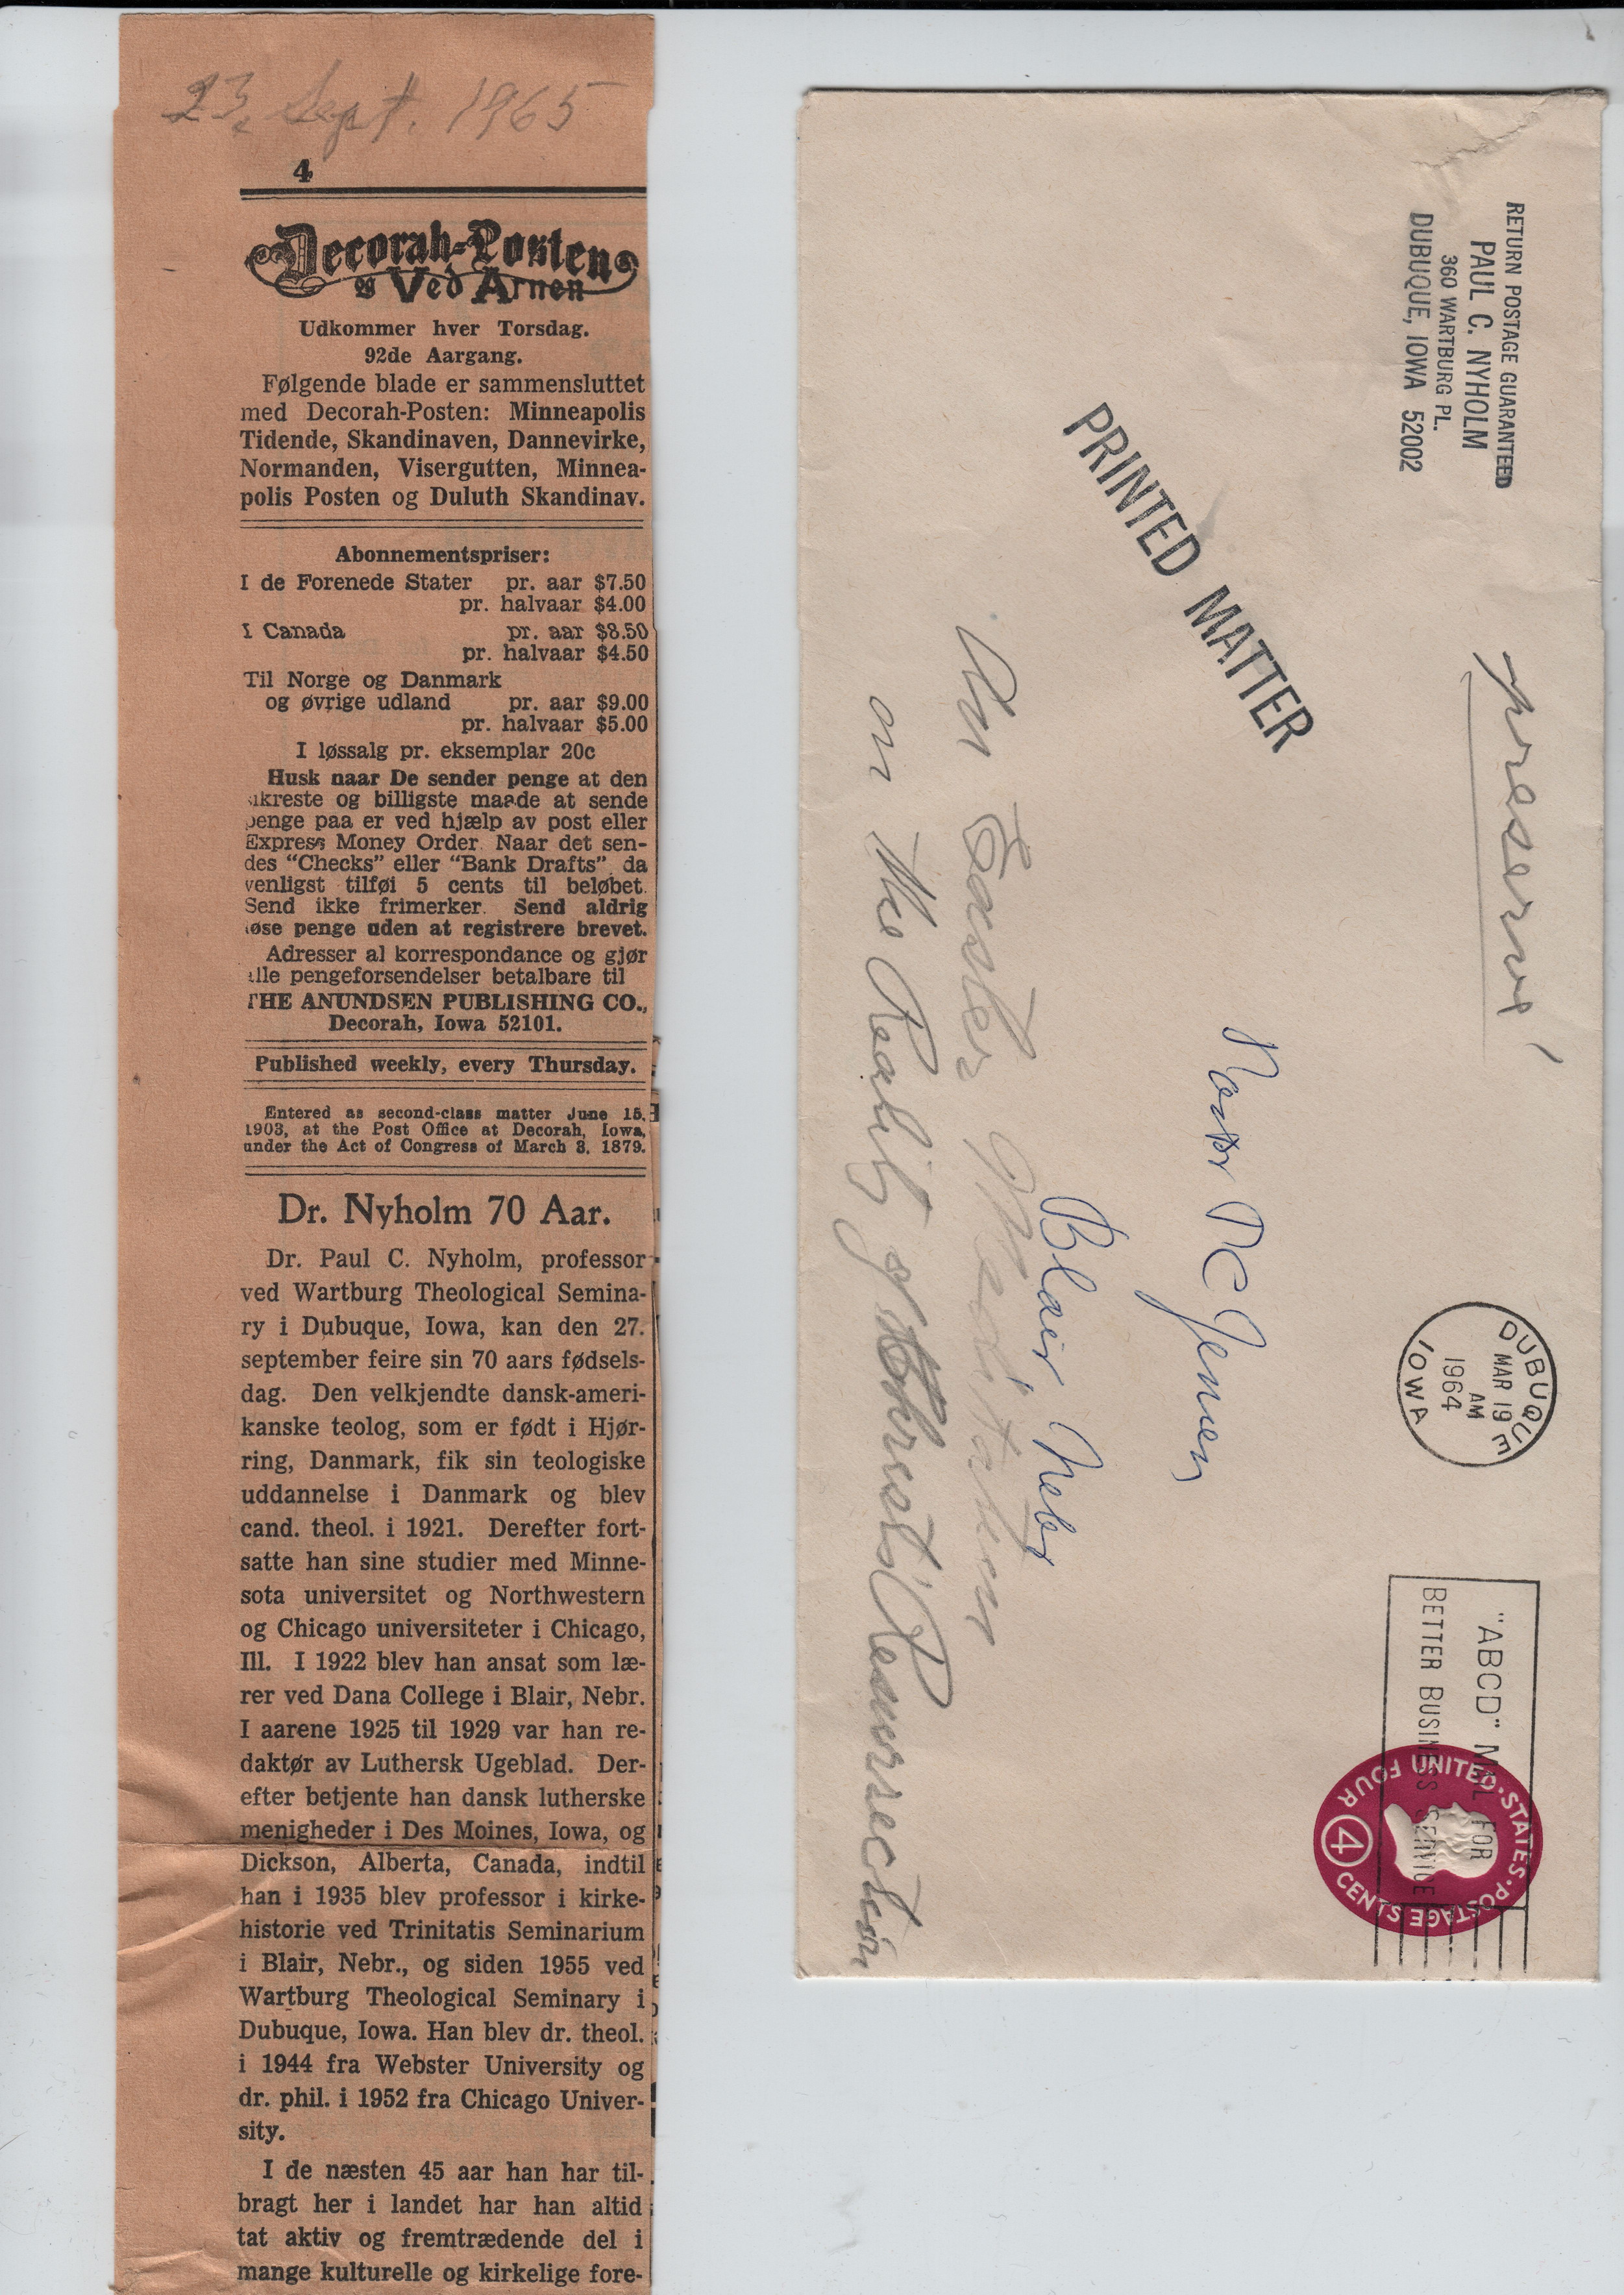 23. Sept. 1965
4
Decorah-Posten
og Ved Arnen
Udkommer hver Torsdag.
92de Aargang.
Følgende blade er sammensluttet
med Decorah-Posten: Minneapolis
Tidende, Skandinaven, Dannevirke,
Normanden, Visergutten, Minnea-
polis Posten og Duluth Skandinav.
Abonnementspriser:
I de Forenede Stater pr. aar $7.50
pr. halvaar $4.00
I Canada pr. aar $8.50
pr. halvaar $4.50
Til Norge og Danmark
og øvrige udland pr. aar $9.00
pr. halvaar $5.00
I løssalg pr. eksemplar 20c
Husk naar De sender penge at den
sikreste og billigste maade at sende
penge paa er ved hjælp av post eller
Express Money Order. Naar det sen-
des "Checks" eller "Bank Drafts", da
venligst tilføi 5 cents til beløbet.
Send ikke frimerker. Send aldrig
løse penge uden at registrere brevet.
Adresser al korrespondance og gjør
alle pengeforsendelser betalbare til
THE ANUNDSEN PUBLISHING CO.,
Decorah, Iowa 52101.
Published weekly, every Thursday.
Entered as second-class matter June 15,
1903, at the Post Office at Decorah, Iowa,
under the Act of Congress of March 3, 1879.
Dr. Nyholm 70 Aar.
Dr. Paul C. Nyholm, professor
ved Wartburg Theological Semina-
ry i Dubuque, Iowa, kan den 27.
september feire sin 70 aars fødsels-
dag. Den velkjendte dansk-ameri-
kanske teolog, som er født i Hjør-
ring, Danmark, fik sin teologiske
uddannelse i Danmark og blev
cand. theol. i 1921. Derefter fort-
satte han sine studier med Minne-
sota universitet og Northwestern
og Chicago universiteter i Chicago,
Ill. I 1922 blev han ansat som læ-
rer ved Dana College i Blair, Nebr.
I aarene 1925 til 1929 var han re-
daktør av Luthersk Ugeblad. Der-
efter betjente han dansk lutherske
menigheder i Des Moines, Iowa, og
Dickson, Alberta, Canada, indtil
han i 1935 blev professor i kirke-
historie ved Trinitatis Seminarium
i Blair, Nebr., og siden 1955 ved
Wartburg Theological Seminary i
Dubuque, Iowa. Han blev dr. theol.
i 1944 fra Webster University og
dr. phil. i 1952 fra Chicago Univer-
sity.
I de næsten 45 aar han har til-
bragt her i landet har han altid
tat aktiv og fremtrædende del i
mange kulturelle og kirkelige fore-
RETURN POSTAGE GUARANTEED
PAUL C. NYHOLM
360 WARTBURG PL.
DUBUQUE, IOWA 52002
preserve!
DUBUQUE
MAR 19
AM
1964
IOWA
"ABCD" MAIL FOR
BETTER BUSINESS SERVICE
UNITED·STATES·POSTAGE
FOUR 4 CENTS
PRINTED MATTER
Pastor P C Jensen
Blair, Nebr
An Easter Meditation
on the Reality of Christ's Resurrection